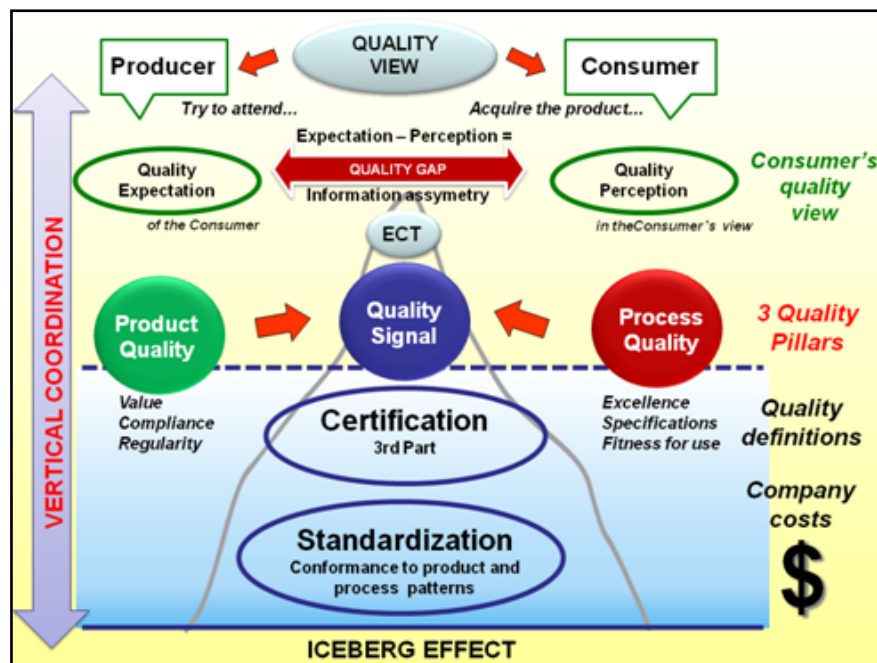 QUALITY
VIEW
Producer
Consumer
Try to attend...
Acquire the product...
Expectation – Perception =
QUALITY GAP
Information assymetry
Quality
Expectation
of the Consumer
Quality
Perception
in theConsumer's view
Consumer's
quality
view
ECT
Product
Quality
Quality
Signal
Process
Quality
3 Quality
Pillars
Value
Compliance
Regularity
Certification
3rd Part
Excellence
Specifications
Fitness for use
Quality
definitions
Company
costs
$
Standardization
Conformance to product and
process patterns
VERTICAL COORDINATION
ICEBERG EFFECT